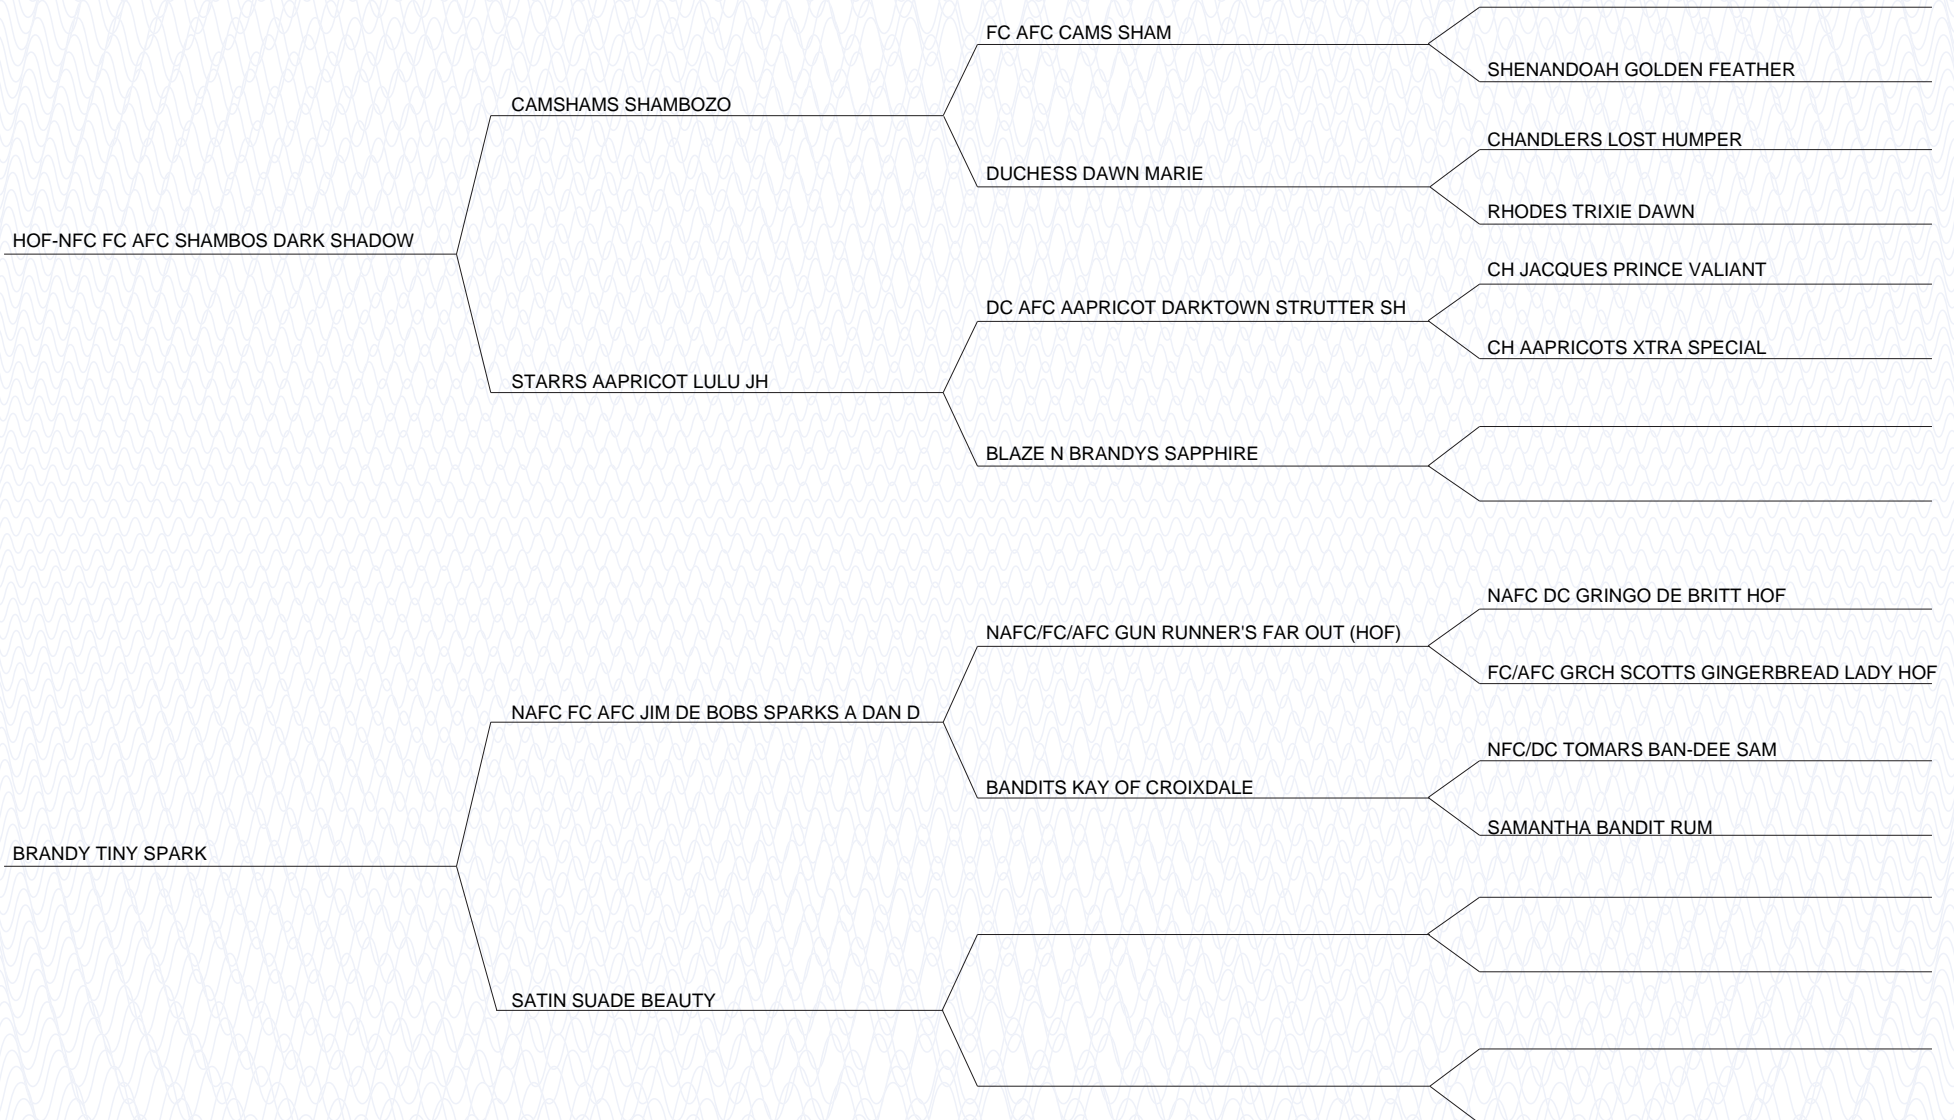 FC AFC CAMS SHAM
SHENANDOAH GOLDEN FEATHER
CAMSHAMS SHAMBOZO
CHANDLERS LOST HUMPER
DUCHESS DAWN MARIE
RHODES TRIXIE DAWN
HOF-NFC FC AFC SHAMBOS DARK SHADOW
CH JACQUES PRINCE VALIANT
DC AFC AAPRICOT DARKTOWN STRUTTER SH
CH AAPRICOTS XTRA SPECIAL
STARRS AAPRICOT LULU JH
BLAZE N BRANDYS SAPPHIRE
NAFC DC GRINGO DE BRITT HOF
NAFC/FC/AFC GUN RUNNER'S FAR OUT (HOF)
FC/AFC GRCH SCOTTS GINGERBREAD LADY HOF
NAFC FC AFC JIM DE BOBS SPARKS A DAN D
NFC/DC TOMARS BAN-DEE SAM
BANDITS KAY OF CROIXDALE
SAMANTHA BANDIT RUM
BRANDY TINY SPARK
SATIN SUADE BEAUTY